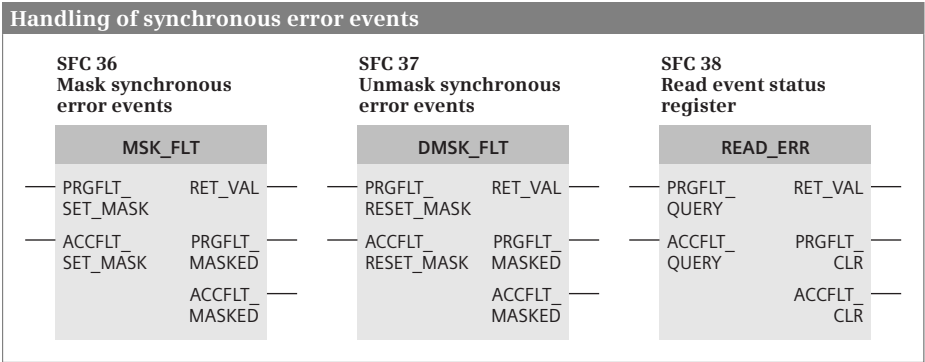 Handling of synchronous error events
SFC 36
Mask synchronous
error events
MSK_FLT
PRGFLT_ RET_VAL
SET_MASK
ACCFLT_ PRGFLT_
SET_MASK MASKED
ACCFLT_
MASKED
SFC 37
Unmask synchronous
error events
DMSK_FLT
PRGFLT_ RET_VAL
RESET_MASK
ACCFLT_ PRGFLT_
RESET_MASK MASKED
ACCFLT_
MASKED
SFC 38
Read event status
register
READ_ERR
PRGFLT_ RET_VAL
QUERY
ACCFLT_ PRGFLT_
QUERY CLR
ACCFLT_
CLR